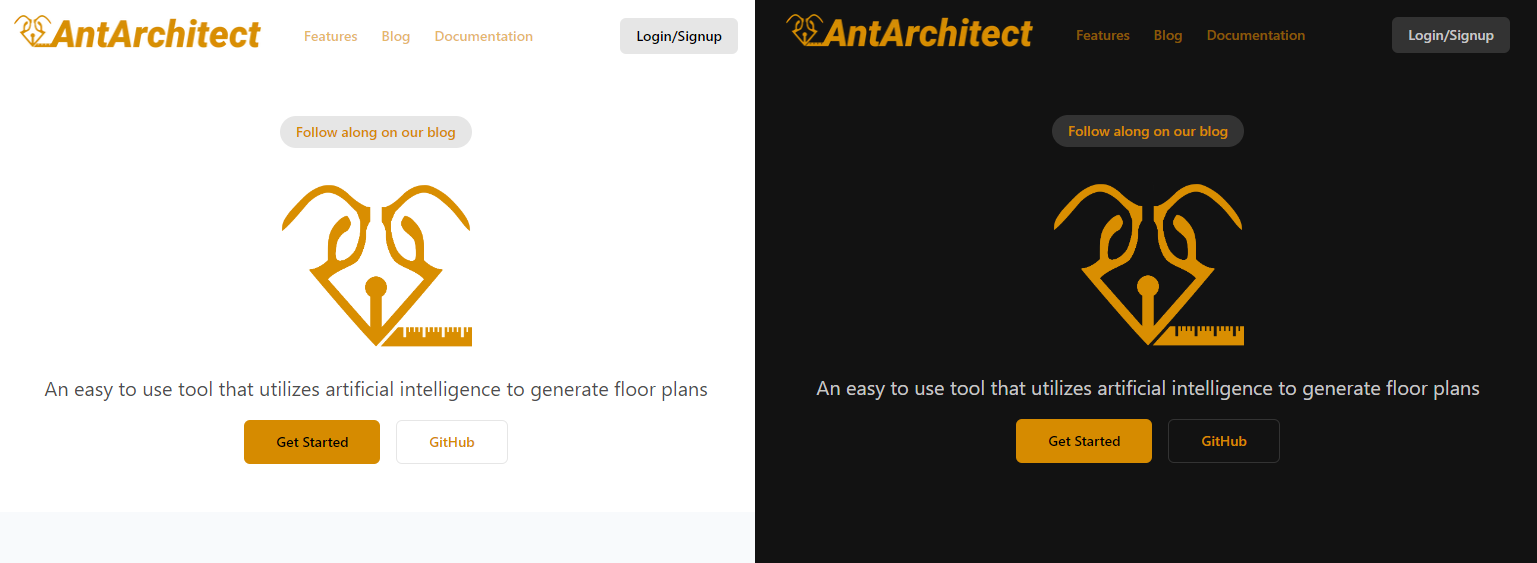 AntArchitect Features Blog Documentation Login/Signup
Follow along on our blog
An easy to use tool that utilizes artificial intelligence to generate floor plans
Get Started GitHub
AntArchitect Features Blog Documentation Login/Signup
Follow along on our blog
An easy to use tool that utilizes artificial intelligence to generate floor plans
Get Started GitHub